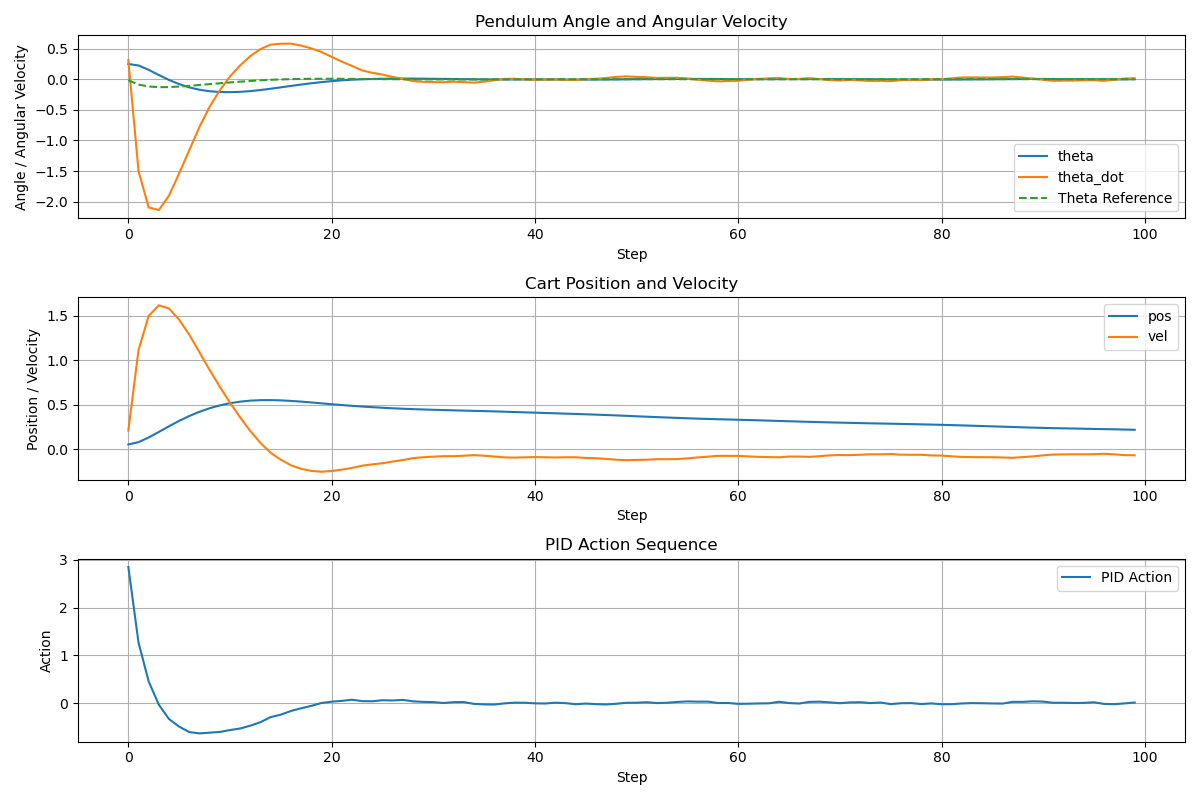 Pendulum Angle and Angular Velocity
Angle / Angular Velocity
0.5
0.0
−0.5
−1.0
−1.5
−2.0
theta
theta_dot
Theta Reference
0 20 40 60 80 100
Step
Cart Position and Velocity
Position / Velocity
1.5
1.0
0.5
0.0
pos
vel
0 20 40 60 80 100
Step
PID Action Sequence
Action
3
2
1
0
PID Action
0 20 40 60 80 100
Step